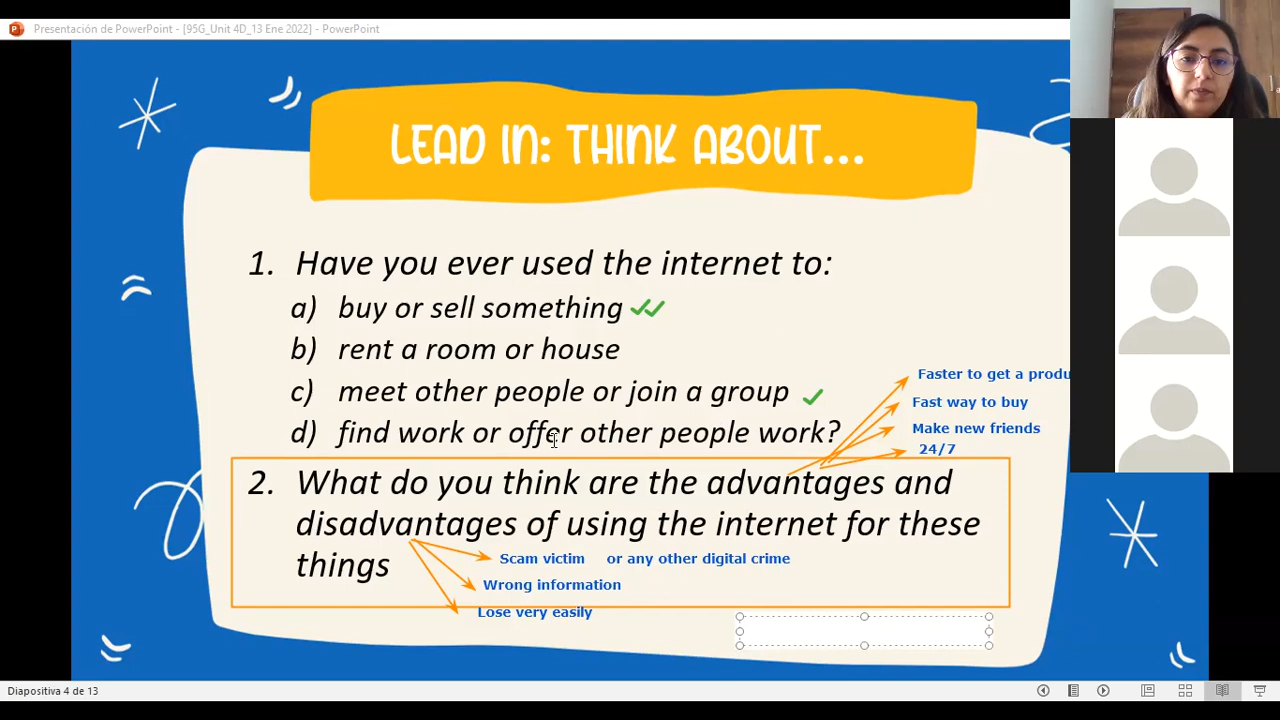 Presentación de PowerPoint - [95G_Unit 4D_13 Ene 2022] - PowerPoint
LEAD IN: THINK ABOUT...
1. Have you ever used the internet to:
a) buy or sell something
b) rent a room or house
c) meet other people or join a group
d) find work or offer other people work?
Faster to get a produ
Fast way to buy
Make new friends
24/7
2. What do you think are the advantages and
disadvantages of using the internet for these
things
Scam victim or any other digital crime
Wrong information
Lose very easily
Diapositiva 4 de 13